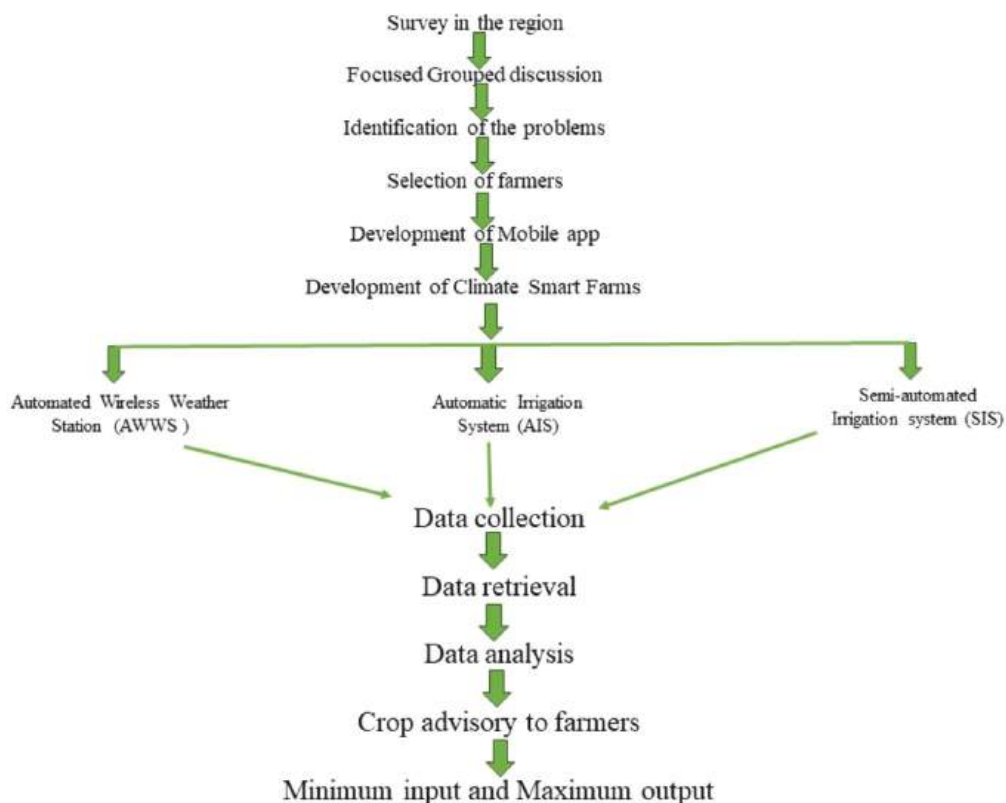 Survey in the region
Focused Grouped discussion
Identification of the problems
Selection of farmers
Development of Mobile app
Development of Climate Smart Farms
Automated Wireless Weather
Station (AWWS )
Automatic Irrigation
System (AIS)
Semi-automated
Irrigation system (SIS)
Data collection
Data retrieval
Data analysis
Crop advisory to farmers
Minimum input and Maximum output